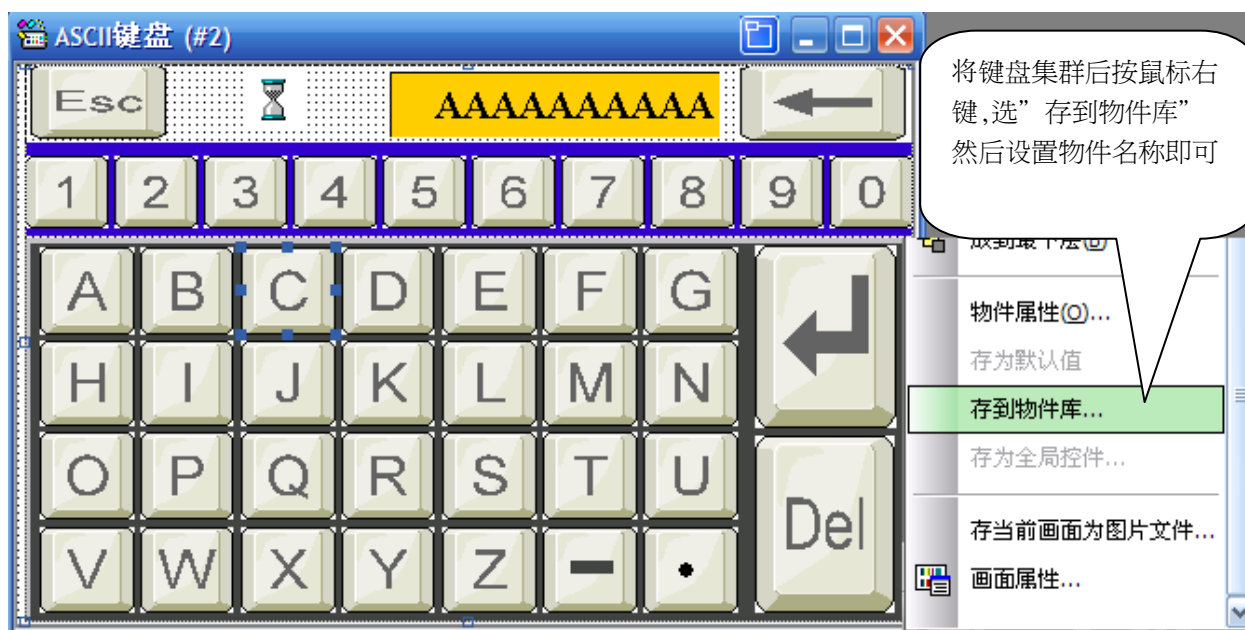 ASCII键盘 (#2)
将键盘集群后按鼠标右
键,选”存到物件库”
然后设置物件名称即可
Esc
AAAAAAAAAA
1 2 3 4 5 6 7 8 9 0
A B C D E F G
H I J K L M N
O P Q R S T U
Del
V W X Y Z - .
物件属性(O)...
存为默认值
存到物件库...
存为全局控件...
存当前画面为图片文件...
画面属性...